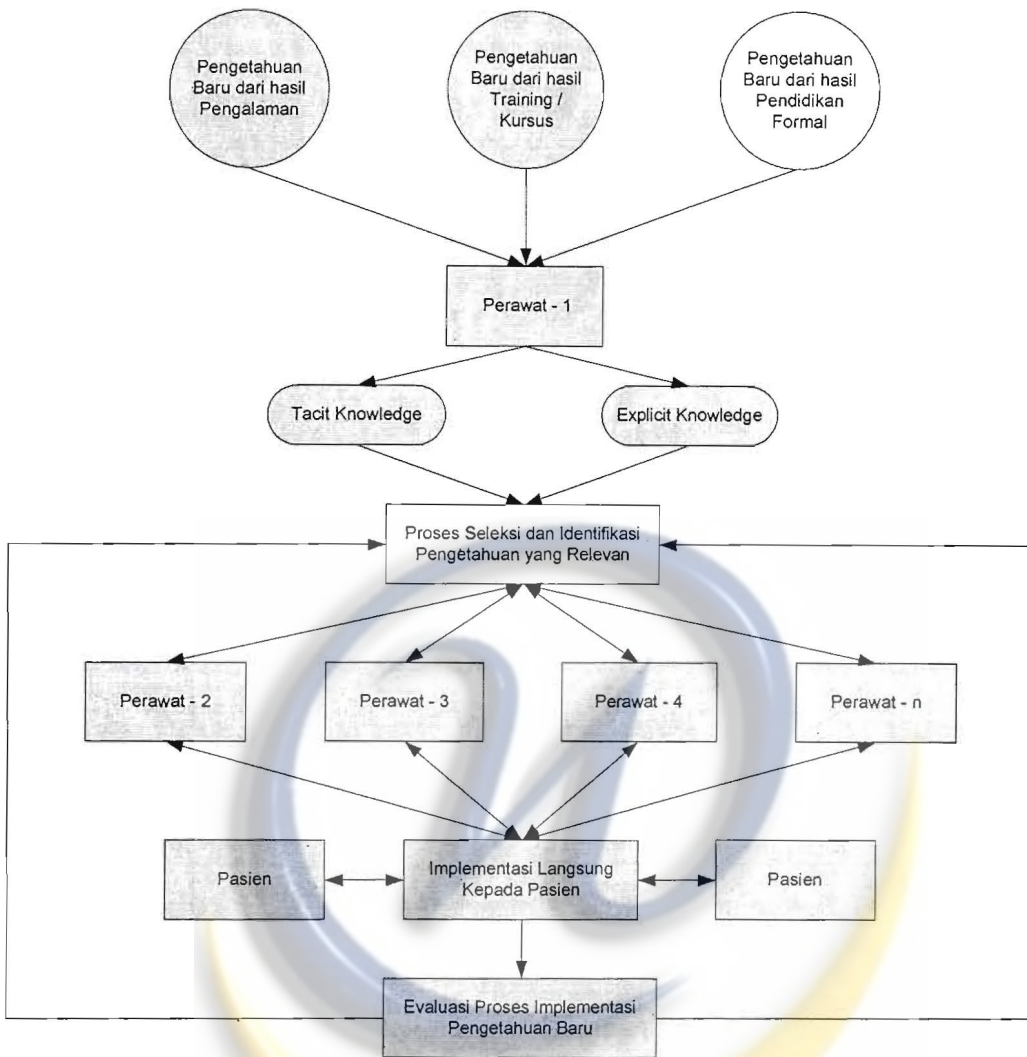 Pengetahuan
Baru dari hasil
Pengalaman
Pengetahuan
Baru dari hasil
Training /
Kursus
Pengetahuan
Baru dari hasil
Pendidikan
Formal
Perawat - 1
Tacit Knowledge
Explicit Knowledge
Proses Seleksi dan Identifikasi
Pengetahuan yang Relevan
Perawat - 2
Perawat - 3
Perawat - 4
Perawat - n
Pasien
Implementasi Langsung
Kepada Pasien
Pasien
Evaluasi Proses Implementasi
Pengetahuan Baru